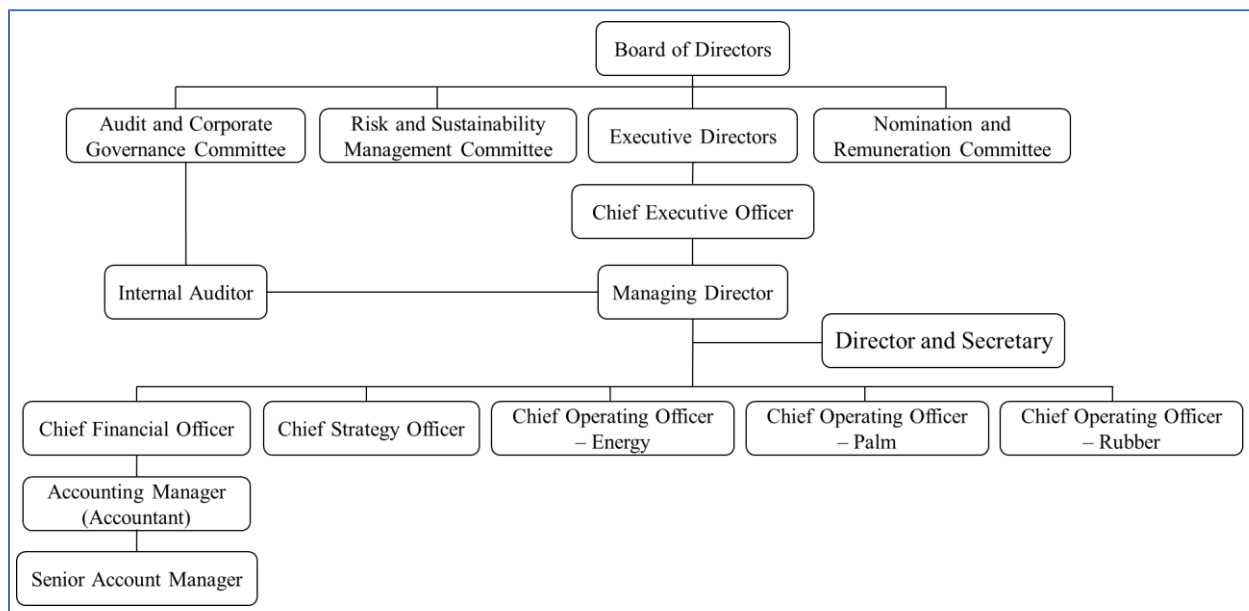 Board of Directors
Audit and Corporate
Governance Committee
Risk and Sustainability
Management Committee
Executive Directors
Nomination and
Remuneration Committee
Chief Executive Officer
Internal Auditor
Managing Director
Director and Secretary
Chief Financial Officer
Chief Strategy Officer
Chief Operating Officer
– Energy
Chief Operating Officer
– Palm
Chief Operating Officer
– Rubber
Accounting Manager
(Accountant)
Senior Account Manager